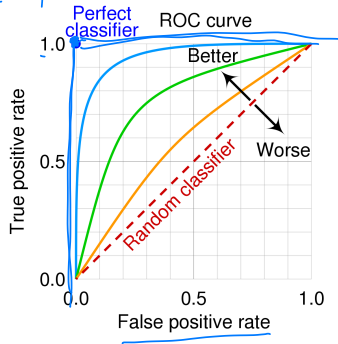 Perfect
classifier
ROC curve
1.0
Better
True positive rate
0.5
Worse
Random classifier
0.0
0.0
0.5
1.0
False positive rate